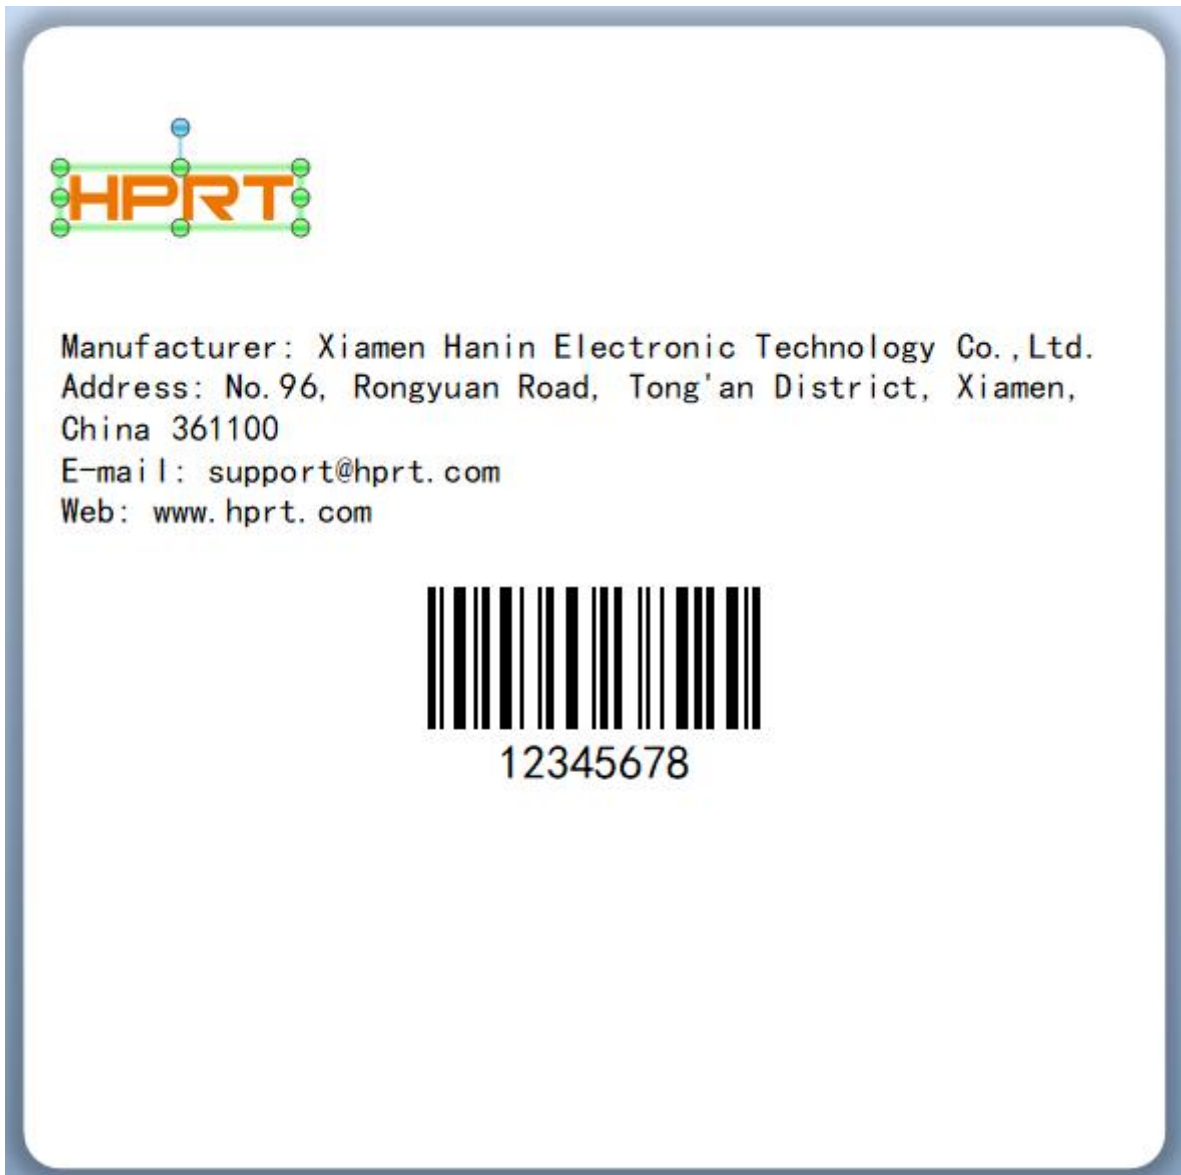 HPRT
Manufacturer: Xiamen Hanin Electronic Technology Co.,Ltd.
Address: No.96, Rongyuan Road, Tong'an District, Xiamen,
China 361100
E-mail: support@hprt.com
Web: www.hprt.com
12345678